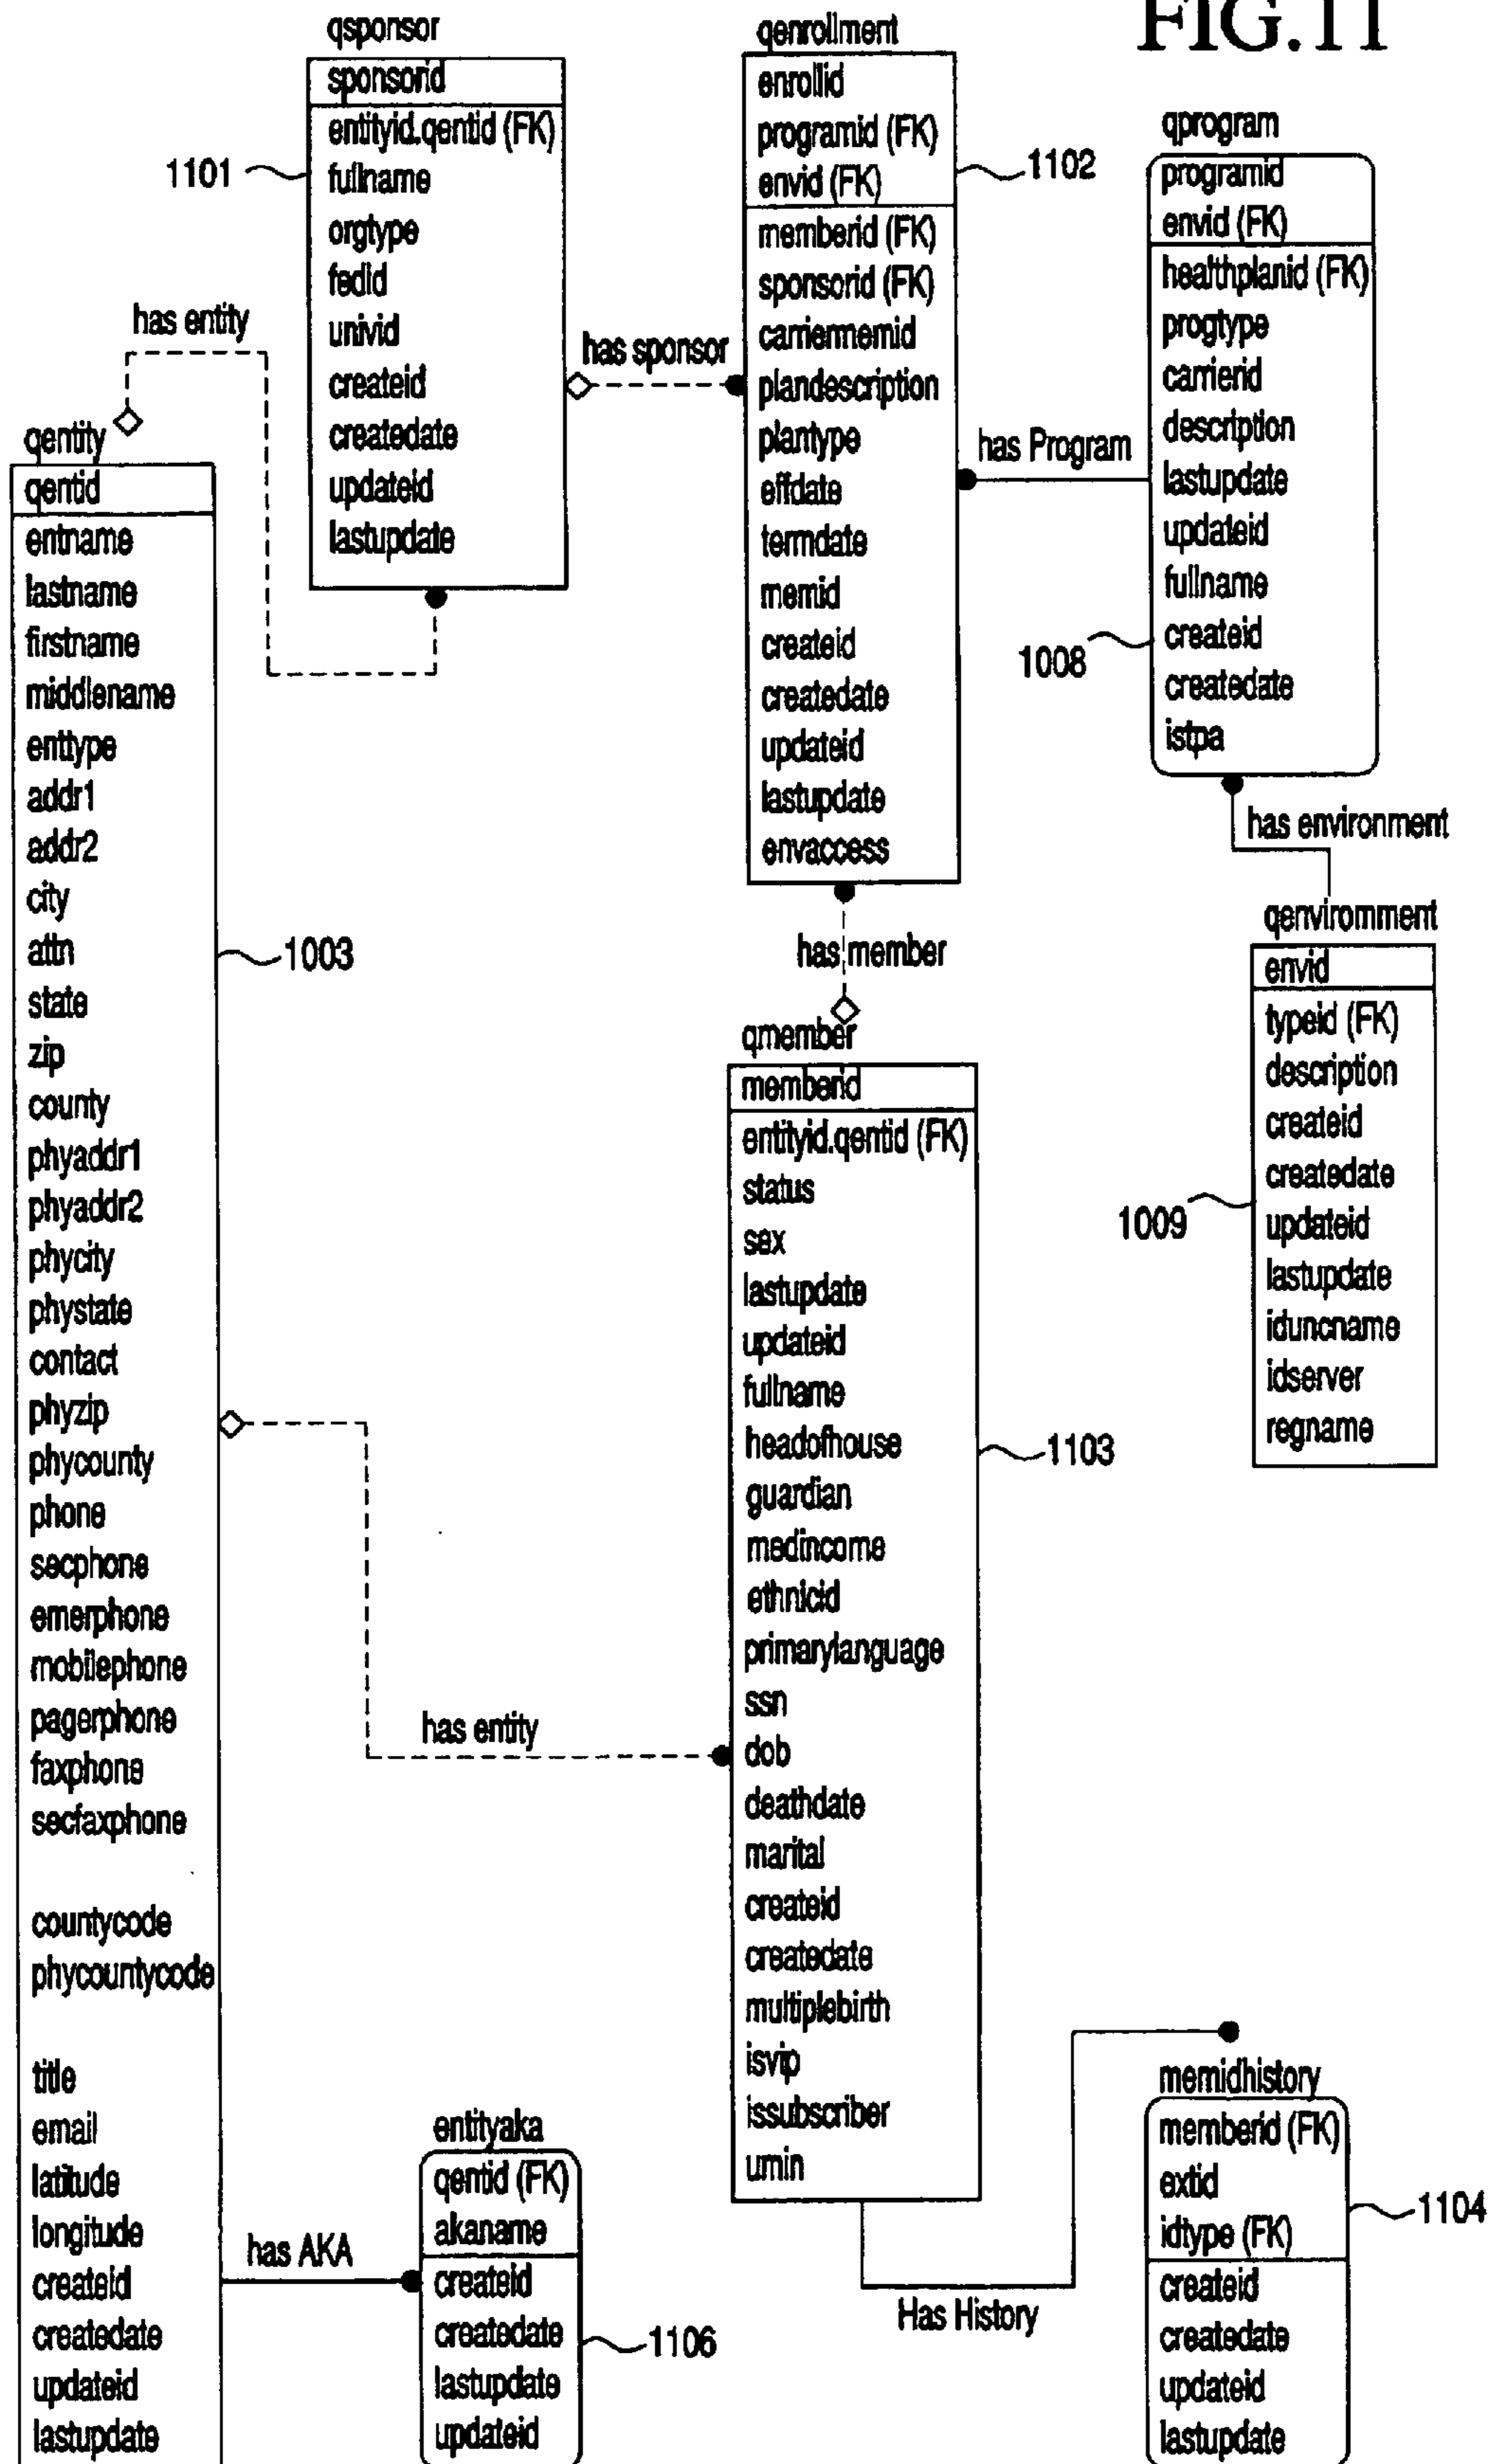 FIG.11
qsponsor
sponsorid
entityid.qentid (FK)
fullname
orgtype
fedid
univid
createid
createdate
updateid
lastupdate
1101
has entity
has sponsor
qenrollment
enrollid
programid (FK)
envid (FK)
memberid (FK)
sponsorid (FK)
carriermemid
plandescription
plantype
effdate
termdate
memid
createid
createdate
updateid
lastupdate
envaccess
1102
has Program
qprogram
programid
envid (FK)
healthplanid (FK)
progtype
carrierid
description
lastupdate
updateid
fullname
createid
createdate
istpa
1008
has environment
qenviromment
envid
typeid (FK)
description
createid
createdate
updateid
lastupdate
iduncname
idserver
regname
1009
has member
qmember
memberid
entityid.qentid (FK)
status
sex
lastupdate
updateid
fullname
headofhouse
guardian
medincome
ethnicid
primarylanguage
ssn
dob
deathdate
marital
createid
createdate
multiplebirth
isvip
issubscriber
umin
1103
qentity
qentid
entname
lastname
firstname
middlename
enttype
addr1
addr2
city
attn
state
zip
county
phyaddr1
phyaddr2
phycity
phystate
contact
phyzip
phycounty
phone
secphone
emerphone
mobilephone
pagerphone
faxphone
secfaxphone
countycode
phycountycode
title
email
latitude
longitude
createid
createdate
updateid
lastupdate
1003
has entity
has AKA
entityaka
qentid (FK)
akaname
createid
createdate
lastupdate
updateid
1106
Has History
memidhistory
memberid (FK)
extid
idtype (FK)
createid
createdate
updateid
lastupdate
1104